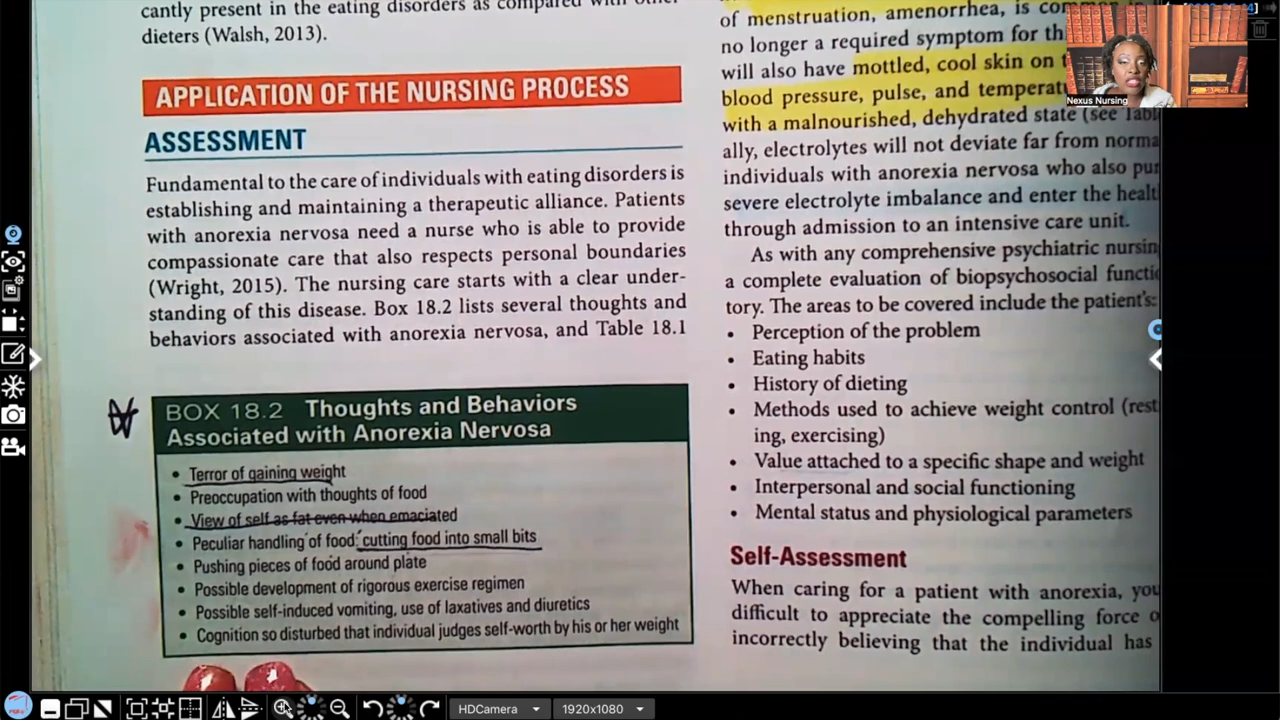 cantly present in the eating disorders as compared with other
dieters (Walsh, 2013).
APPLICATION OF THE NURSING PROCESS
ASSESSMENT
Fundamental to the care of individuals with eating disorders is
establishing and maintaining a therapeutic alliance. Patients
with anorexia nervosa need a nurse who is able to provide
compassionate care that also respects personal boundaries
(Wright, 2015). The nursing care starts with a clear under-
standing of this disease. Box 18.2 lists several thoughts and
behaviors associated with anorexia nervosa, and Table 18.1
BOX 18.2 Thoughts and Behaviors
Associated with Anorexia Nervosa
• Terror of gaining weight
• Preoccupation with thoughts of food
• View of self as fat even when emaciated
• Peculiar handling of food: cutting food into small bits
• Pushing pieces of food around plate
• Possible development of rigorous exercise regimen
• Possible self-induced vomiting, use of laxatives and diuretics
• Cognition so disturbed that individual judges self-worth by his or her weight
of menstruation, amenorrhea, is
no longer a required symptom for
will also have mottled, cool skin on
blood pressure, pulse, and
with a malnourished, dehydrated state (see
ally, electrolytes will not deviate far from
individuals with anorexia nervosa who also
severe electrolyte imbalance and enter the
through admission to an intensive care unit.
As with any comprehensive psychiatric
a complete evaluation of biopsychosocial
tory. The areas to be covered include the patient's:
• Perception of the problem
• Eating habits
• History of dieting
• Methods used to achieve weight control
ing, exercising)
• Value attached to a specific shape and weight
• Interpersonal and social functioning
• Mental status and physiological parameters
Self-Assessment
When caring for a patient with anorexia, you
difficult to appreciate the compelling force
incorrectly believing that the individual has
Nexus Nursing
HDCamera
1920x1080